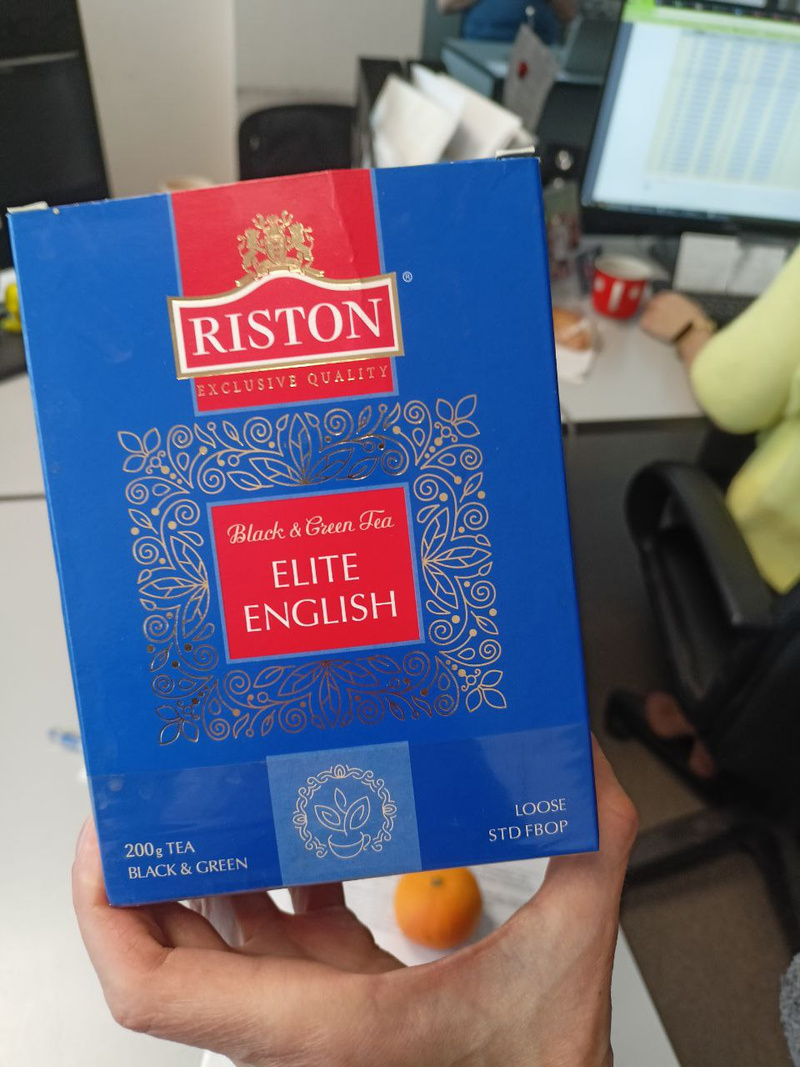 RISTON
®
EXCLUSIVE QUALITY
Black & Green Tea
ELITE
ENGLISH
200g TEA
BLACK & GREEN
LOOSE
STD FBOP